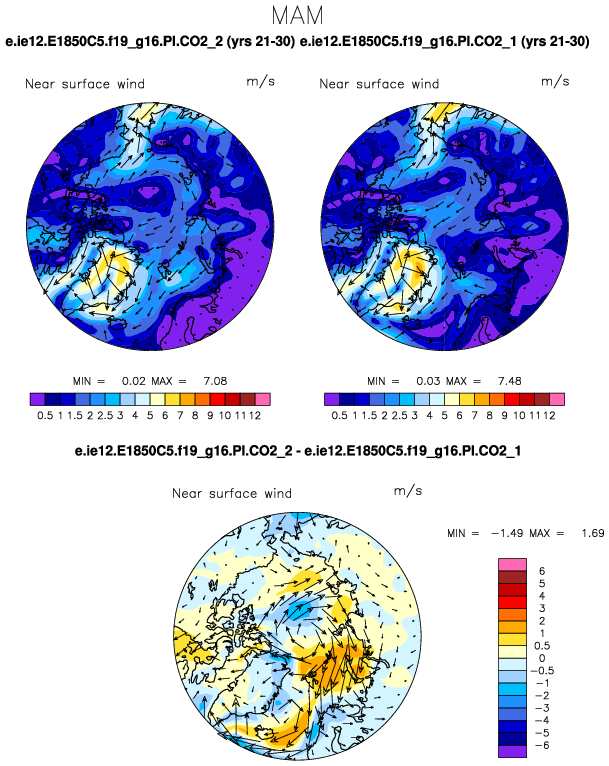 MAM
e.ie12.E1850C5.f19_g16.PI.CO2_2 (yrs 21-30) e.ie12.E1850C5.f19_g16.PI.CO2_1 (yrs 21-30)
Near surface wind m/s Near surface wind m/s
MIN = 0.02 MAX = 7.08 MIN = 0.03 MAX = 7.48
0.5 1 1.5 2 2.5 3 4 5 6 7 8 9 10 11 12 0.5 1 1.5 2 2.5 3 4 5 6 7 8 9 10 11 12
e.ie12.E1850C5.f19_g16.PI.CO2_2 - e.ie12.E1850C5.f19_g16.PI.CO2_1
Near surface wind m/s
MIN = -1.49 MAX = 1.69
6
5
4
3
2
1
0.5
0
-0.5
-1
-2
-3
-4
-5
-6